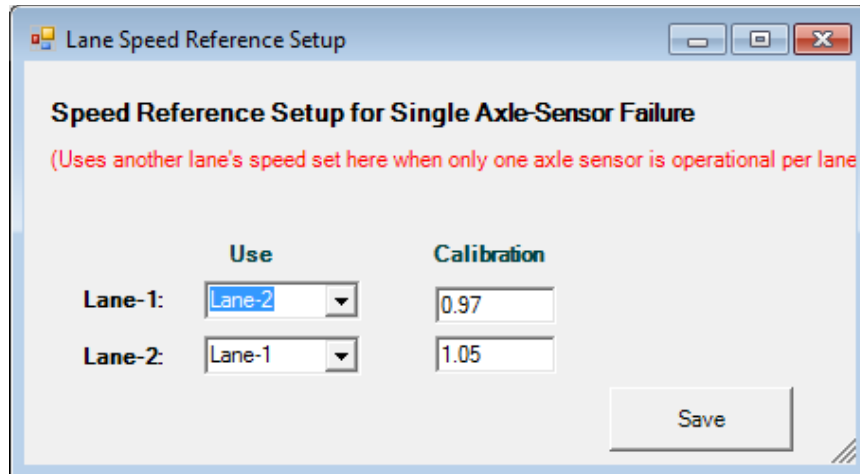 Lane Speed Reference Setup
Speed Reference Setup for Single Axle-Sensor Failure
(Uses another lane's speed set here when only one axle sensor is operational per lane
Use Calibration
Lane-1: Lane-2 0.97
Lane-2: Lane-1 1.05
Save